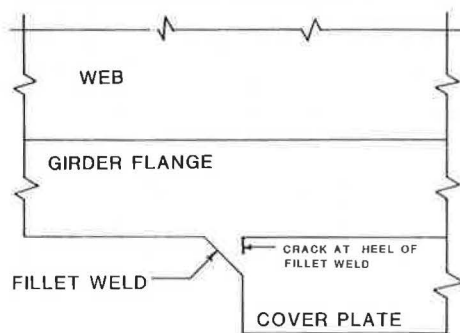 WEB
GIRDER FLANGE
CRACK AT HEEL OF
FILLET WELD
FILLET WELD
COVER PLATE